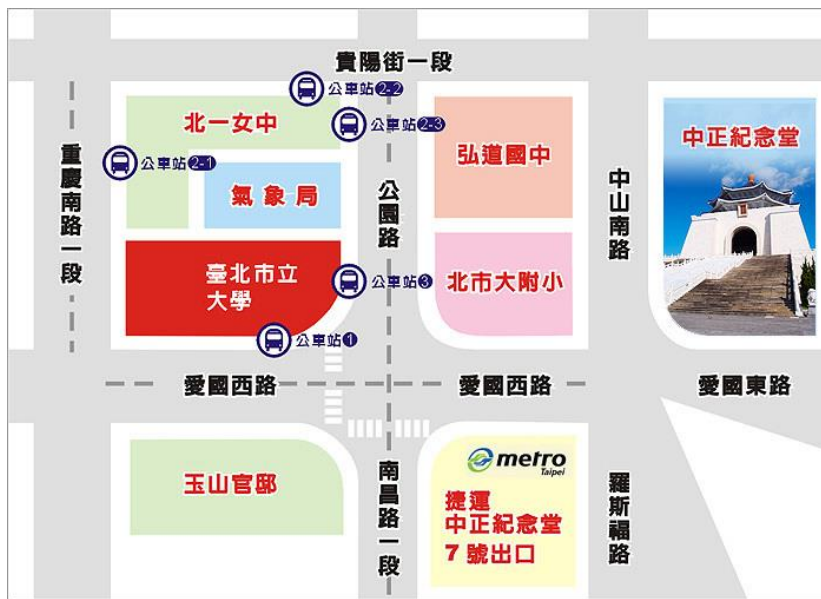 貴陽街一段
公車站2-2
北一女中
公車站2-3
弘道國中
中正紀念堂
公車站2-1
氣象局
重慶南路一段
公園路
中山南路
臺北市立
大學
公車站3
北市大附小
公車站1
愛國西路
愛國西路
愛國東路
玉山官邸
南昌路一段
metro
Taipei
捷運
中正紀念堂
7號出口
羅斯福路